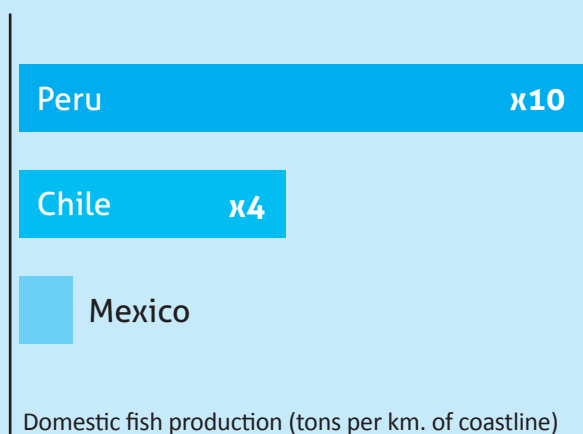 Peru x10
Chile x4
Mexico
Domestic fish production (tons per km. of coastline)